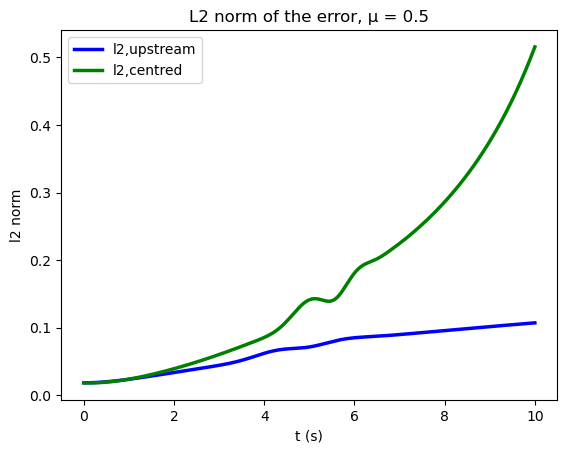 L2 norm of the error, μ = 0.5
l2,upstream
l2,centred
0.5
0.4
0.3
0.2
0.1
0.0
l2 norm
0 2 4 6 8 10
t (s)